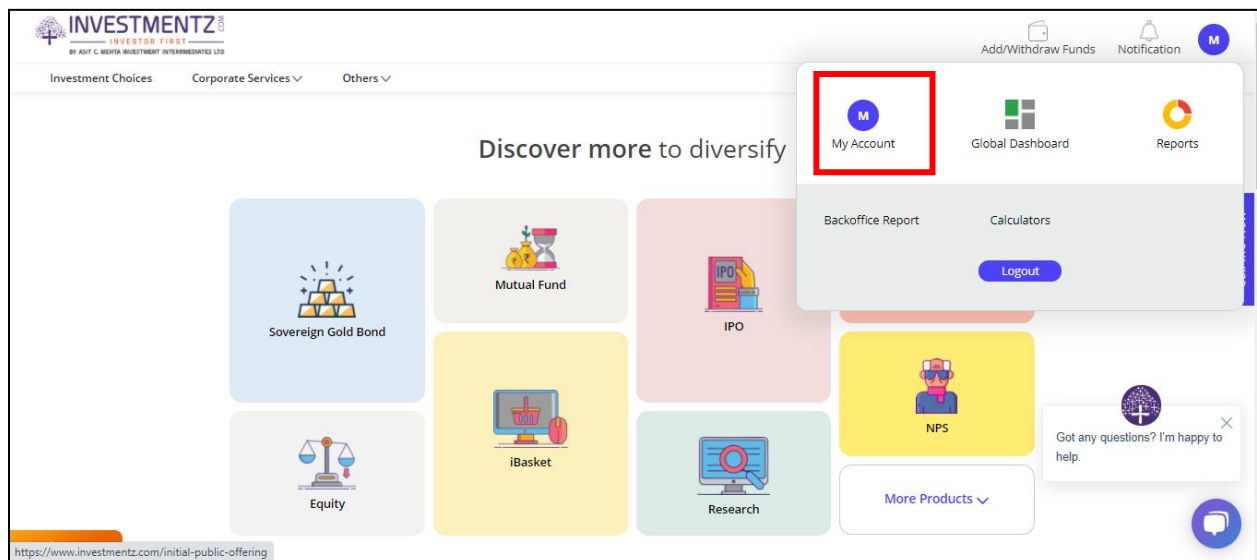 INVESTMENTZ.COM
INVESTOR FIRST
BY ASIT C. MEHTA INVESTMENT INTERRMEDIATES LTD
Add/Withdraw Funds
Notification
M
Investment Choices
Corporate Services
Others
M
My Account
Global Dashboard
Reports
Discover more to diversify
Backoffice Report
Calculators
Logout
Sovereign Gold Bond
Mutual Fund
IPO
IPO
Equity
iBasket
Research
NPS
More Products
Got any questions? I'm happy to
help.
https://www.investmentz.com/initial-public-offering